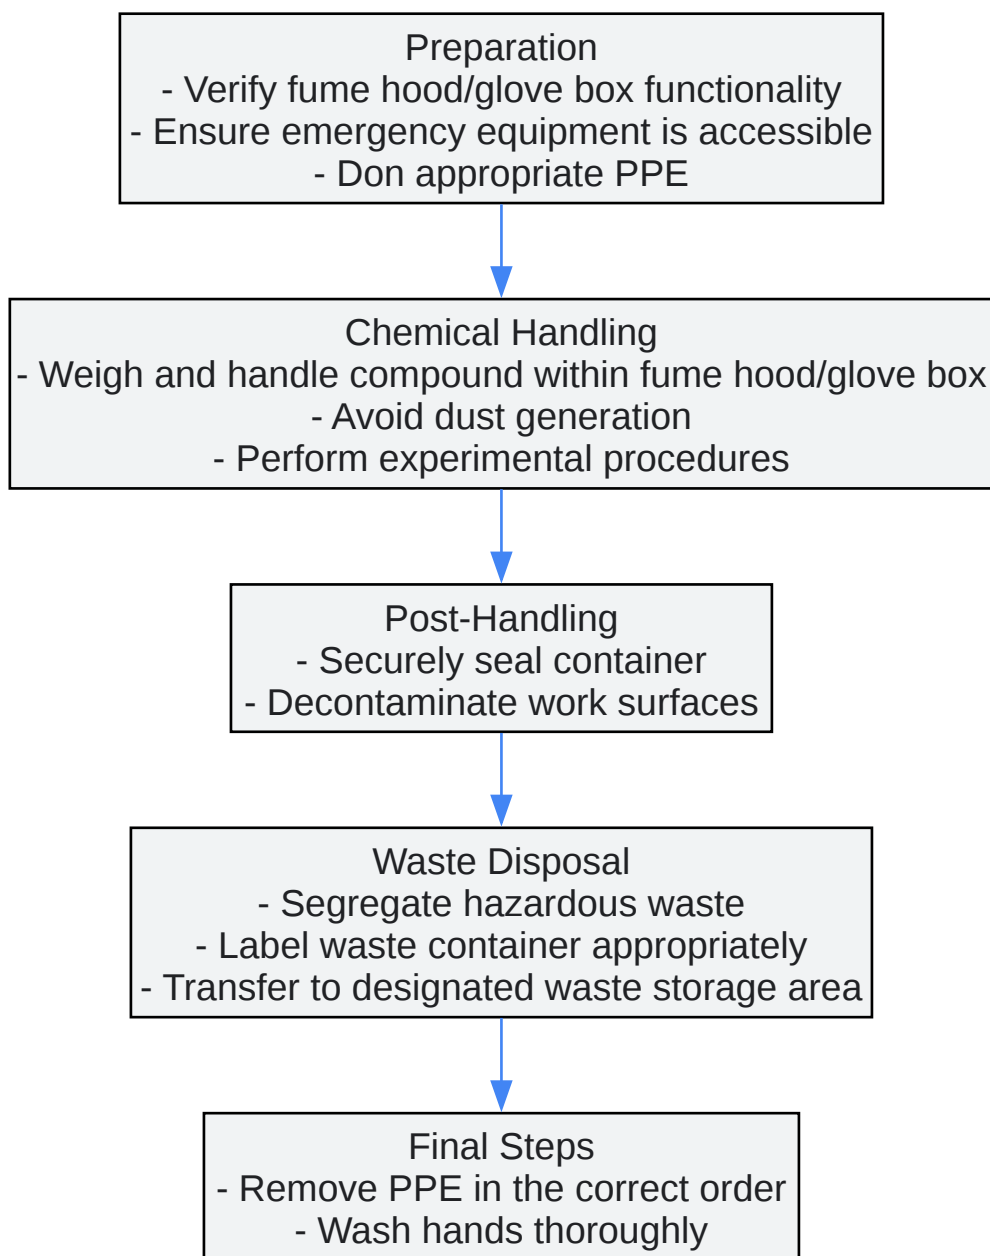 Preparation
- Verify fume hood/glove box functionality
- Ensure emergency equipment is accessible
- Don appropriate PPE
Chemical Handling
- Weigh and handle compound within fume hood/glove box
- Avoid dust generation
- Perform experimental procedures
Post-Handling
- Securely seal container
- Decontaminate work surfaces
Waste Disposal
- Segregate hazardous waste
- Label waste container appropriately
- Transfer to designated waste storage area
Final Steps
- Remove PPE in the correct order
- Wash hands thoroughly